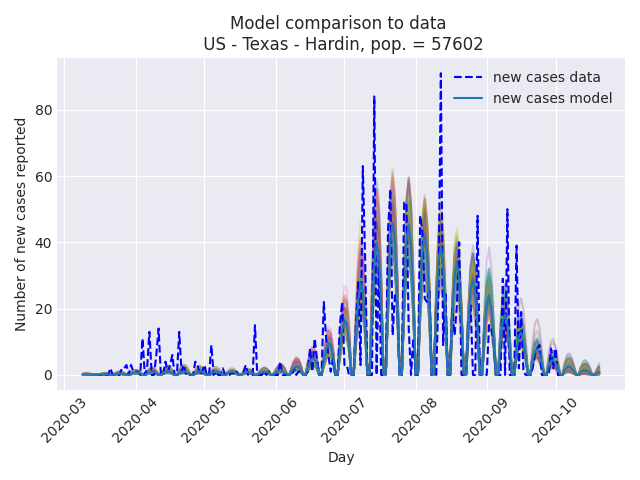 Model comparison to data
US - Texas - Hardin, pop. = 57602
new cases data
new cases model
Number of new cases reported
80
60
40
20
0
2020-03
2020-04
2020-05
2020-06
2020-07
2020-08
2020-09
2020-10
Day